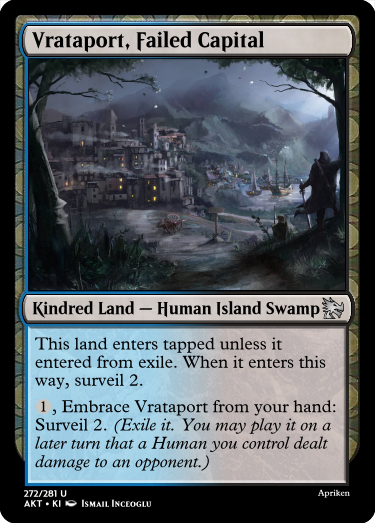 Vrataport, Failed Capital
Kindred Land — Human Island Swamp
This land enters tapped unless it
entered from exile. When it enters this
way, surveil 2.
1, Embrace Vrataport from your hand:
Surveil 2. (Exile it. You may play it on a
later turn that a Human you control dealt
damage to an opponent.)
272/281 U
Apriken
AKT • KI Ismail Inceoglu